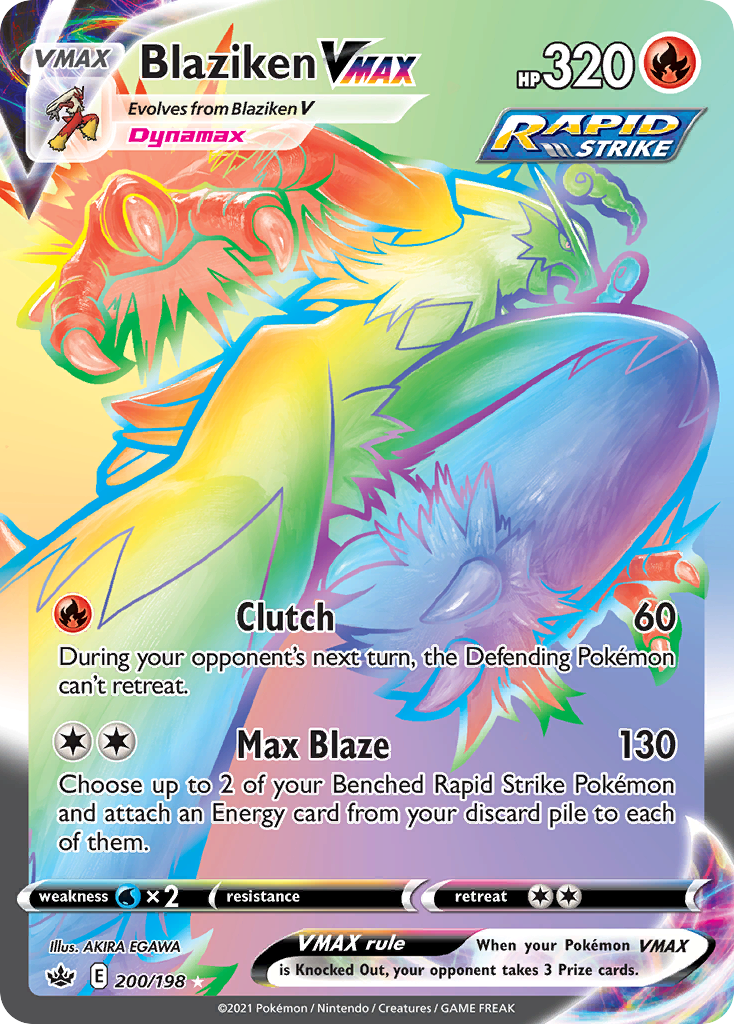 VMAX Blaziken VMAX HP 320
Evolves from Blaziken V
Dynamax
RAPID STRIKE
Clutch 60
During your opponent's next turn, the Defending Pokémon
can't retreat.
Max Blaze 130
Choose up to 2 of your Benched Rapid Strike Pokémon
and attach an Energy card from your discard pile to each
of them.
weakness ×2 resistance retreat
Illus. AKIRA EGAWA
VMAX rule When your Pokémon VMAX
is Knocked Out, your opponent takes 3 Prize cards.
E 200/198
©2021 Pokémon / Nintendo / Creatures / GAME FREAK